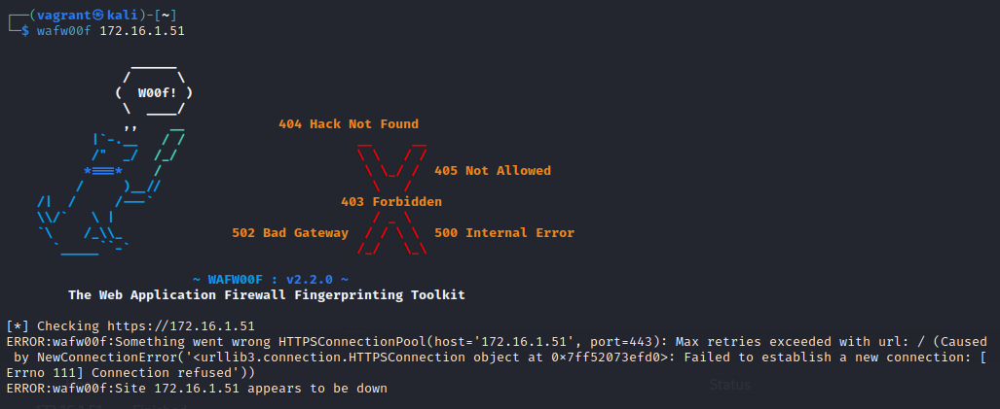 ┌──(vagrant㉿kali)-[~]
└─$ wafw00f 172.16.1.51
W00f!
404 Hack Not Found
405 Not Allowed
403 Forbidden
502 Bad Gateway 500 Internal Error
~ WAFW00F : v2.2.0 ~
The Web Application Firewall Fingerprinting Toolkit
[*] Checking https://172.16.1.51
ERROR:wafw00f:Something went wrong HTTPSConnectionPool(host='172.16.1.51', port=443): Max retries exceeded with url: / (Caused
by NewConnectionError('<urllib3.connection.HTTPSConnection object at 0x7ff52073efd0>: Failed to establish a new connection: [
Errno 111] Connection refused'))
ERROR:wafw00f:Site 172.16.1.51 appears to be down
Status